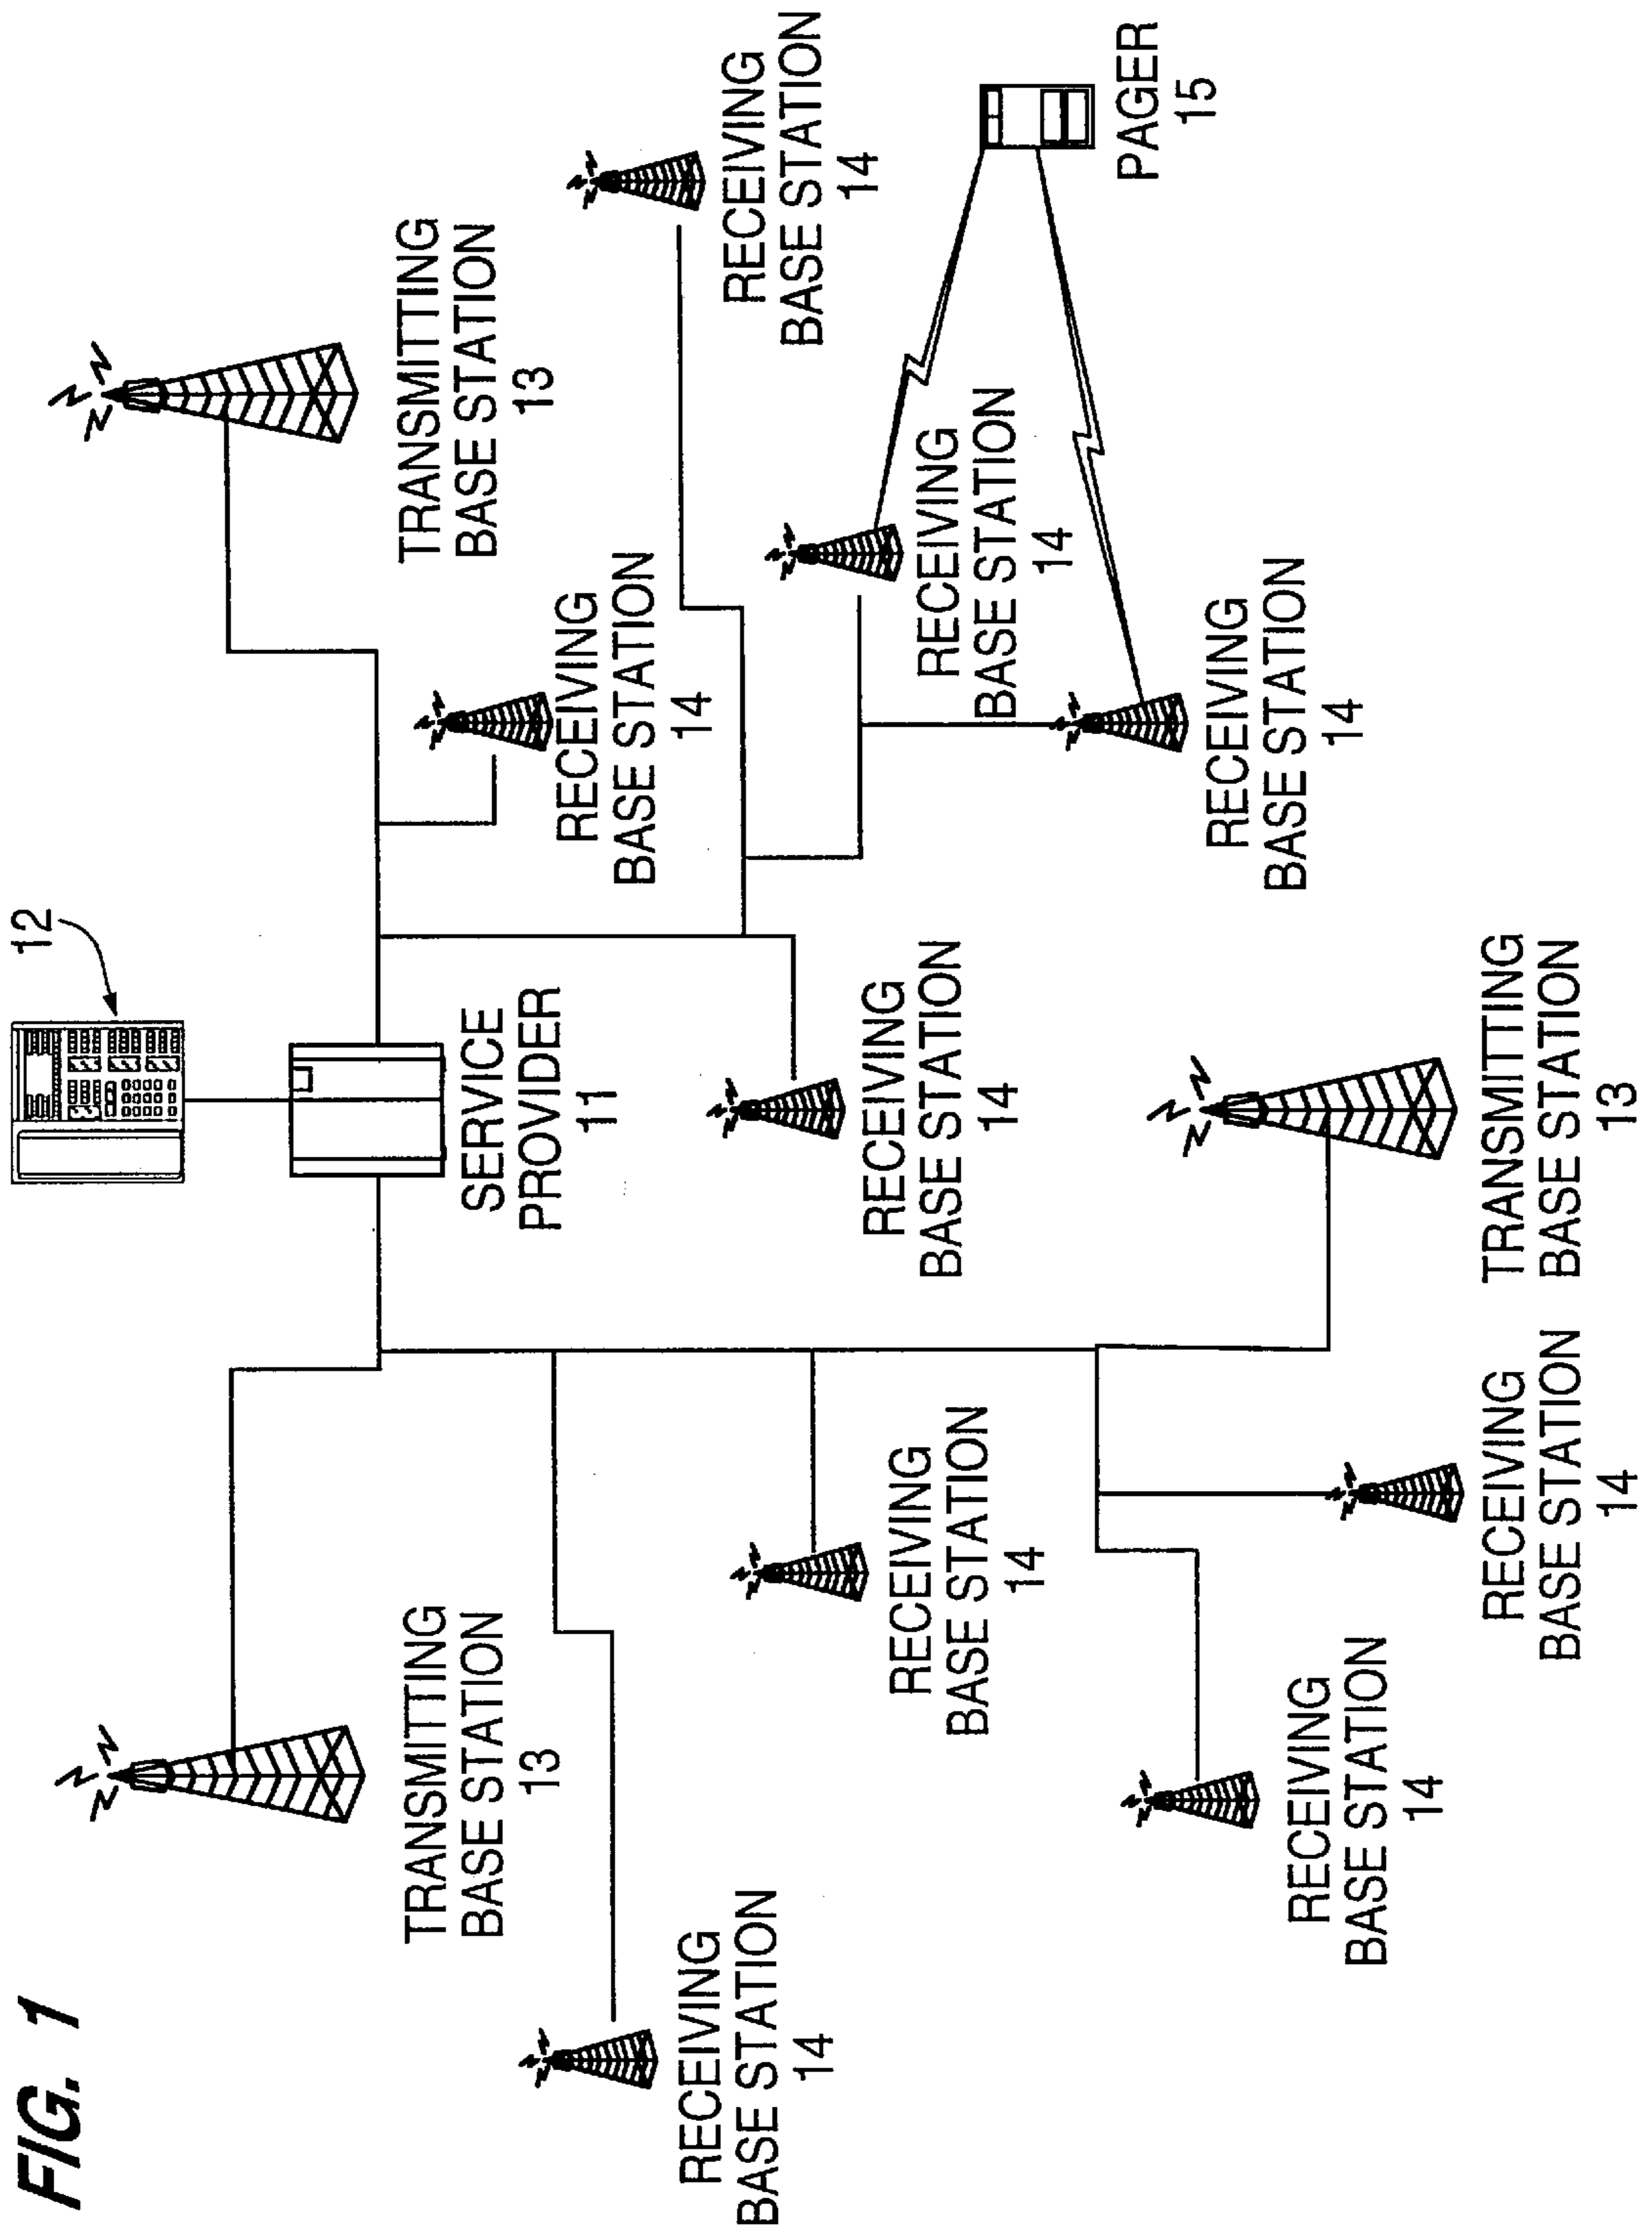 FIG. 1
12
SERVICE
PROVIDER
11
TRANSMITTING
BASE STATION
13
TRANSMITTING
BASE STATION
13
RECEIVING
BASE STATION
14
RECEIVING
BASE STATION
14
RECEIVING
BASE STATION
14
RECEIVING
BASE STATION
14
RECEIVING
BASE STATION
14
RECEIVING
BASE STATION
14
PAGER
15
RECEIVING
BASE STATION
14
RECEIVING
BASE STATION
14
RECEIVING
BASE STATION
14
TRANSMITTING
BASE STATION
13